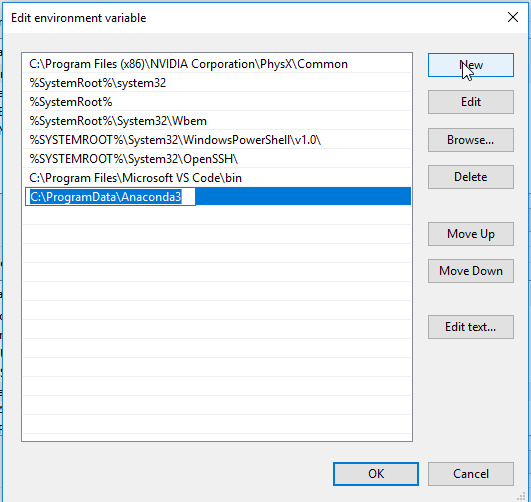 Edit environment variable
C:\Program Files (x86)\NVIDIA Corporation\PhysX\Common
%SystemRoot%\system32
%SystemRoot%
%SystemRoot%\System32\Wbem
%SYSTEMROOT%\System32\WindowsPowerShell\v1.0\
%SYSTEMROOT%\System32\OpenSSH\
C:\Program Files\Microsoft VS Code\bin
C:\ProgramData\Anaconda3
New
Edit
Browse...
Delete
Move Up
Move Down
Edit text...
OK
Cancel